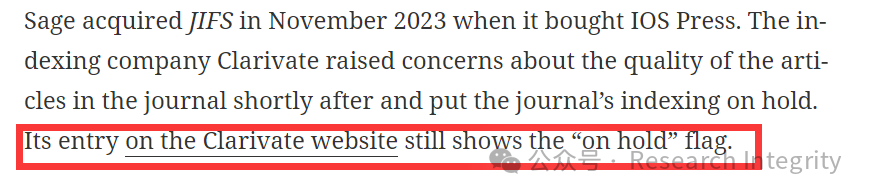 Sage acquired JIFS in November 2023 when it bought IOS Press. The in-
dexing company Clarivate raised concerns about the quality of the arti-
cles in the journal shortly after and put the journal’s indexing on hold.
Its entry on the Clarivate website still shows the “on hold” flag.
公众号 · Research Integrity